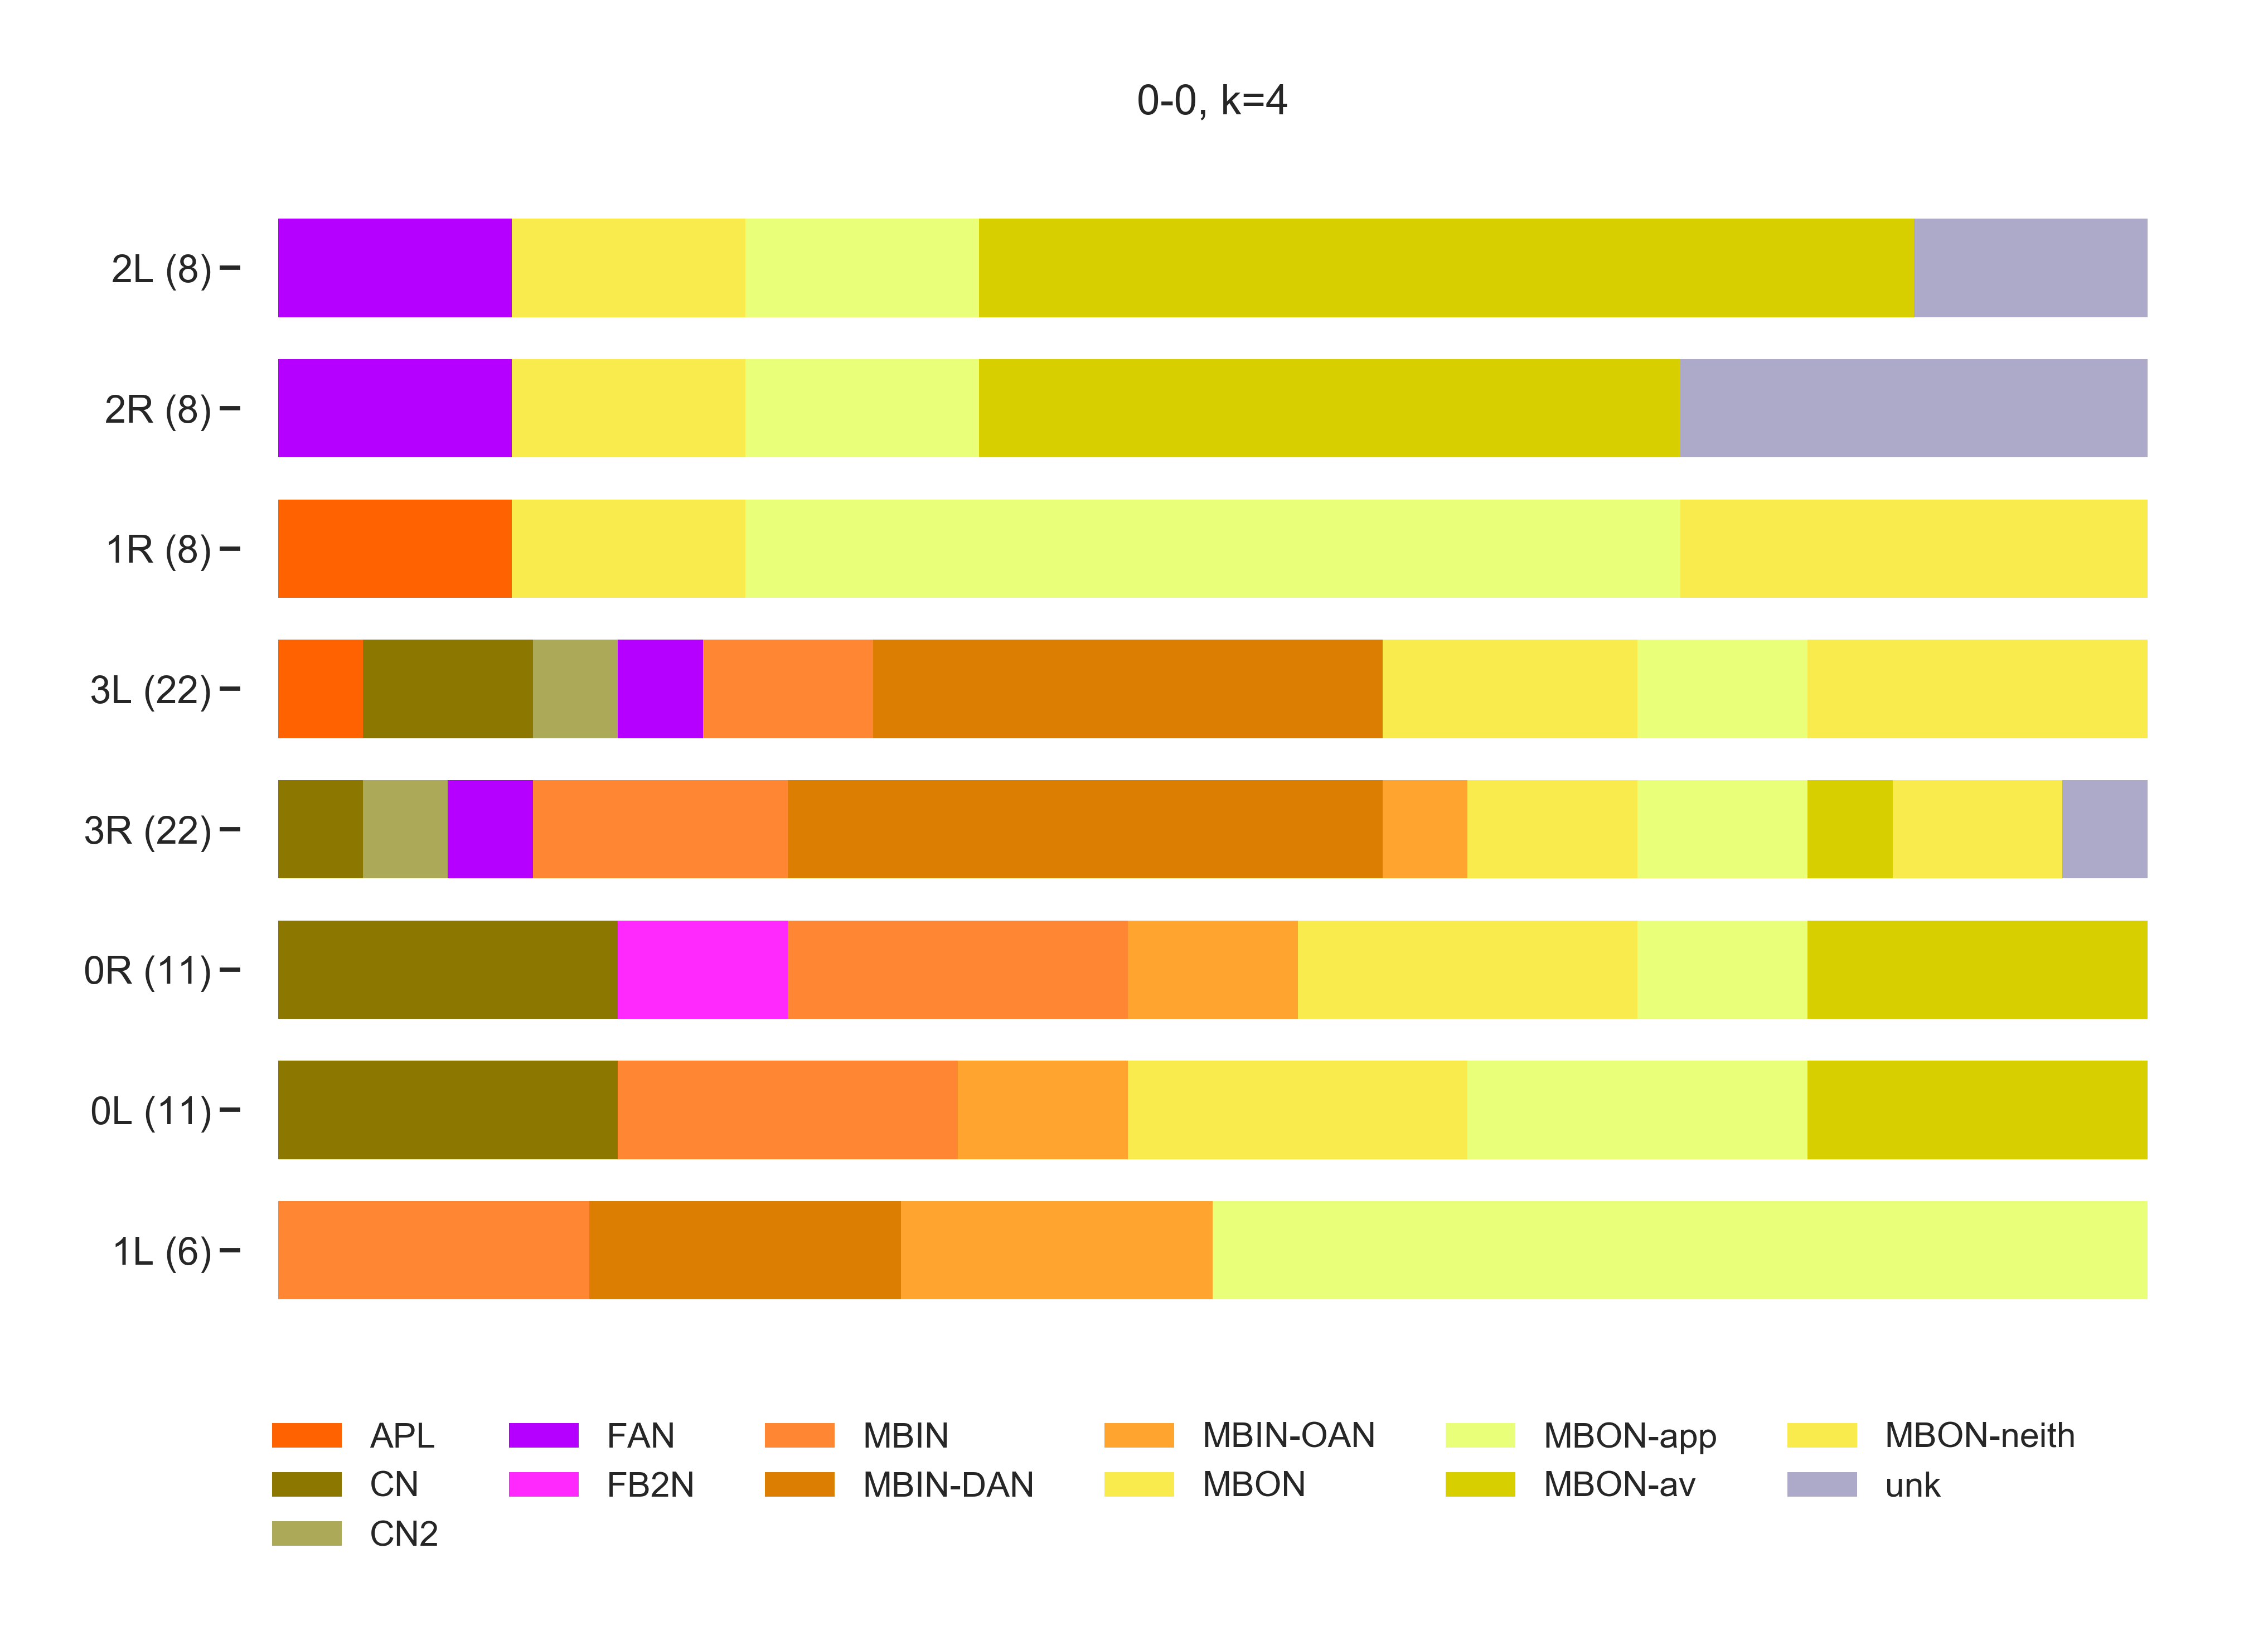 0-0, k=4
2L (8)
2R (8)
1R (8)
3L (22)
3R (22)
0R (11)
0L (11)
1L (6)
APL FAN MBIN MBIN-OAN MBON-app MBON-neith
CN FB2N MBIN-DAN MBON MBON-av unk
CN2